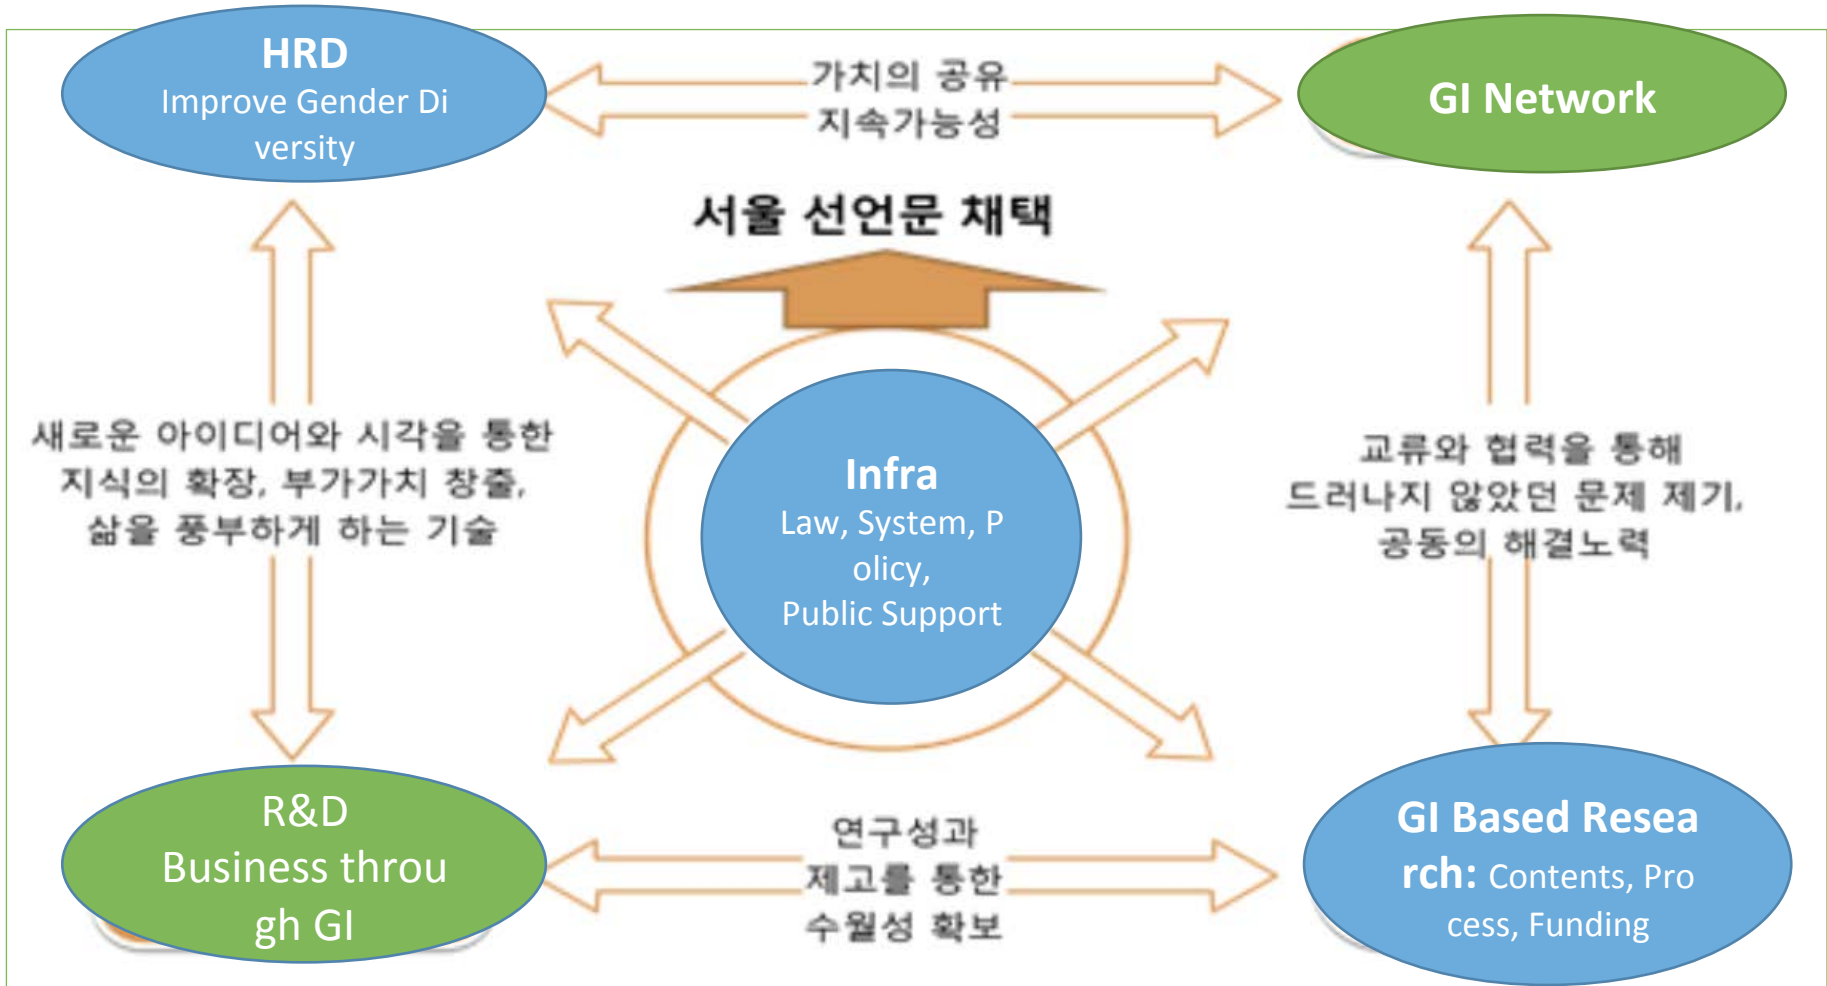 HRD
Improve Gender Di
versity
가치의 공유
지속가능성
GI Network
서울 선언문 채택
새로운 아이디어와 시각을 통한
지식의 확장, 부가가치 창출,
삶을 풍부하게 하는 기술
Infra
Law, System, P
olicy,
Public Support
교류와 협력을 통해
드러나지 않았던 문제 제기,
공동의 해결노력
R&D
Business throu
gh GI
연구성과
제고를 통한
수월성 확보
GI Based Resea
rch: Contents, Pro
cess, Funding